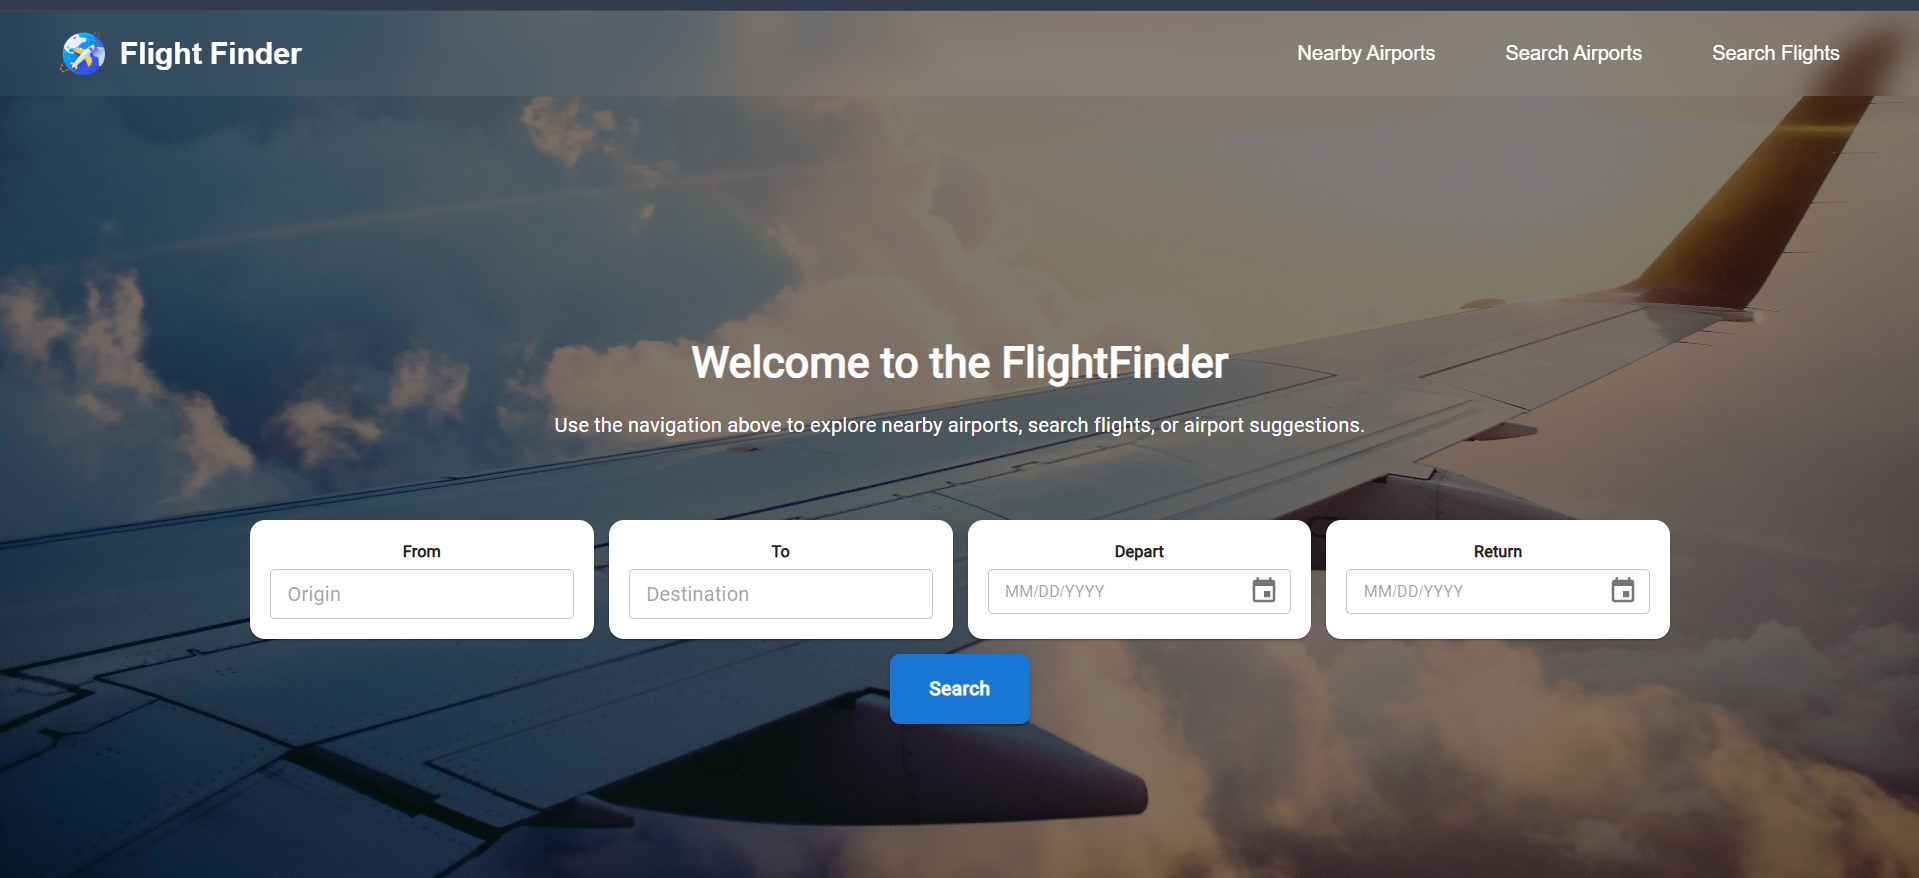 Flight Finder
Nearby Airports
Search Airports
Search Flights
Welcome to the FlightFinder
Use the navigation above to explore nearby airports, search flights, or airport suggestions.
From
To
Depart
Return
Origin
Destination
MM/DD/YYYY
MM/DD/YYYY
Search